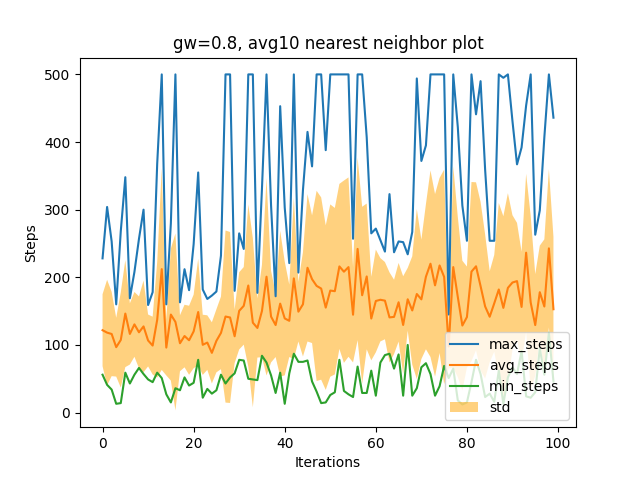 gw=0.8, avg10 nearest neighbor plot
500
400
300
200
100
0
Steps
max_steps
avg_steps
min_steps
std
0 20 40 60 80 100
Iterations